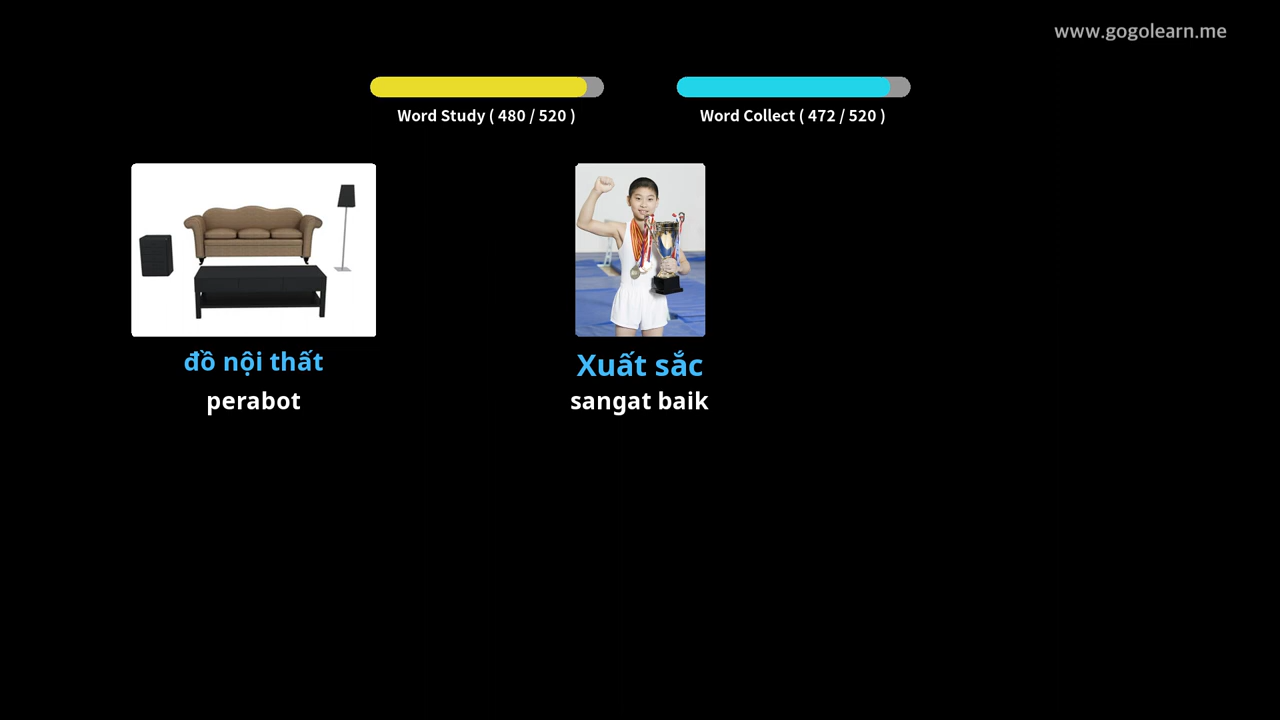 www.gogolearn.me
Word Study ( 480 / 520 )
Word Collect ( 472 / 520 )
đồ nội thất
perabot
Xuất sắc
sangat baik